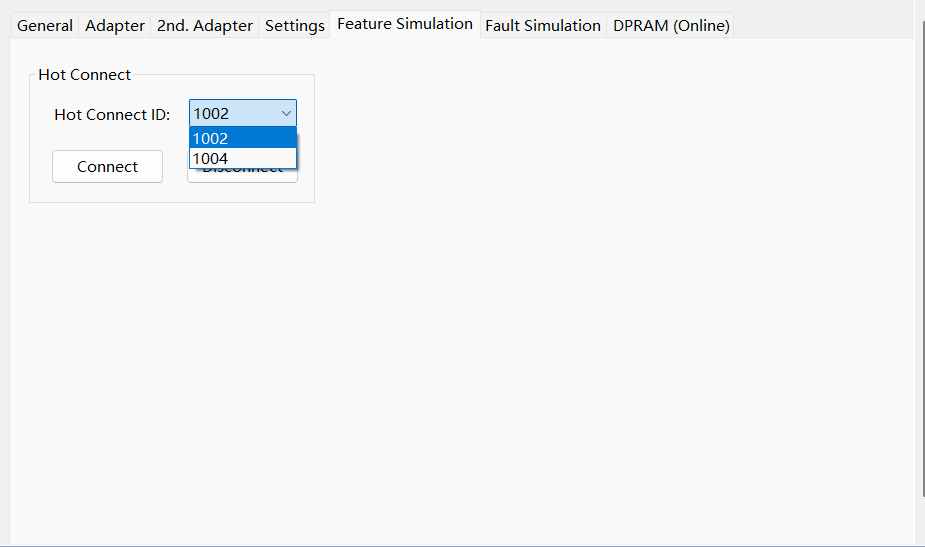 General Adapter 2nd. Adapter Settings Feature Simulation Fault Simulation DPRAM (Online)
Hot Connect
Hot Connect ID: 1002
1002
1004
Connect Disconnect